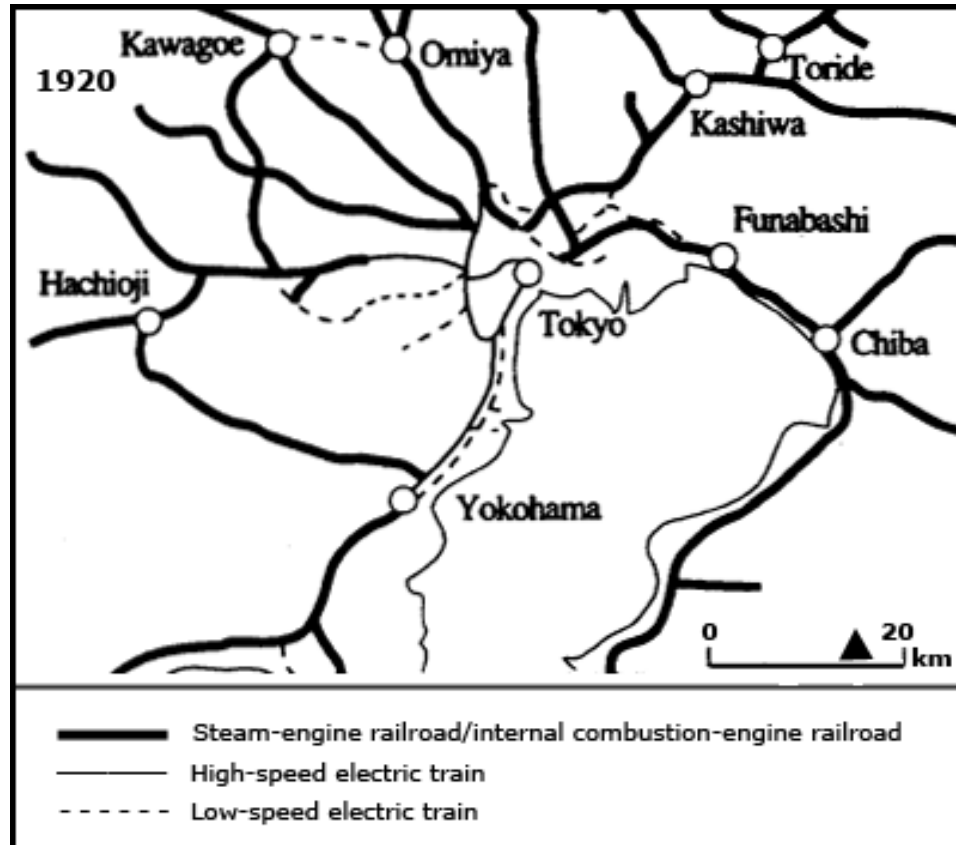 Kawagoe
Omiya
1920
Toride
Kashiwa
Funabashi
Hachioji
Tokyo
Chiba
Yokohama
0 20
km
Steam-engine railroad/internal combustion-engine railroad
High-speed electric train
Low-speed electric train